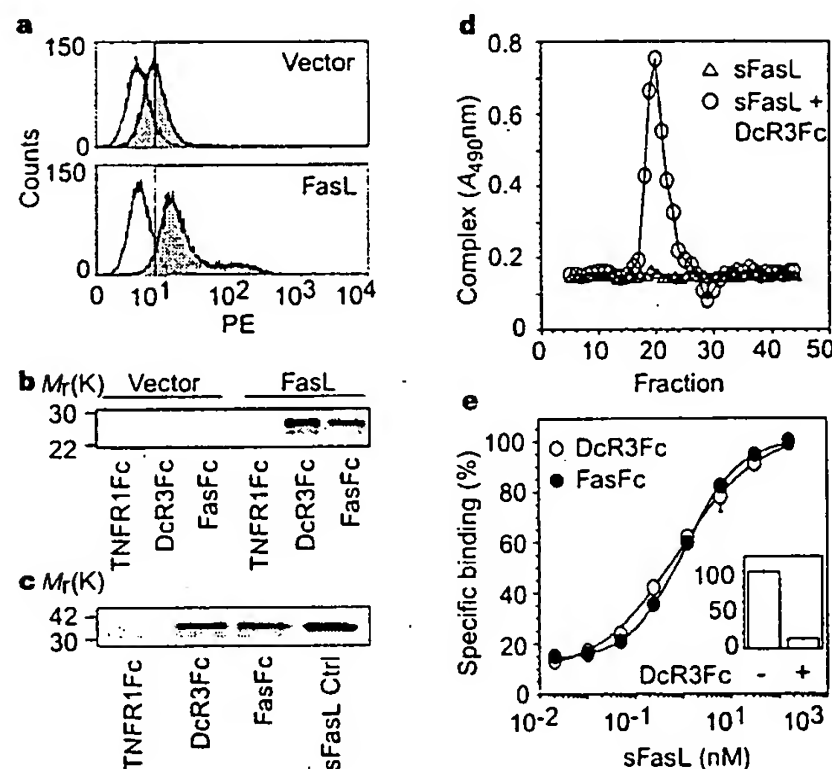 a
150
Vector
0
150
FasL
0
Counts
0 10¹ 10² 10³ 10⁴
PE
b Mr(K) Vector FasL
30
22
TNFR1Fc DcR3Fc FasFc TNFR1Fc DcR3Fc FasFc
c Mr(K)
42
30
TNFR1Fc DcR3Fc FasFc sFasL Ctrl
d
0.8
0.6
0.4
0.2
0
Complex (A490nm)
△ sFasL
○ sFasL +
DcR3Fc
0 10 20 30 40 50
Fraction
e
100
80
60
40
20
0
Specific binding (%)
○ DcR3Fc
● FasFc
100
50
0
DcR3Fc - +
10⁻² 10⁻¹ 10¹ 10³
sFasL (nM)